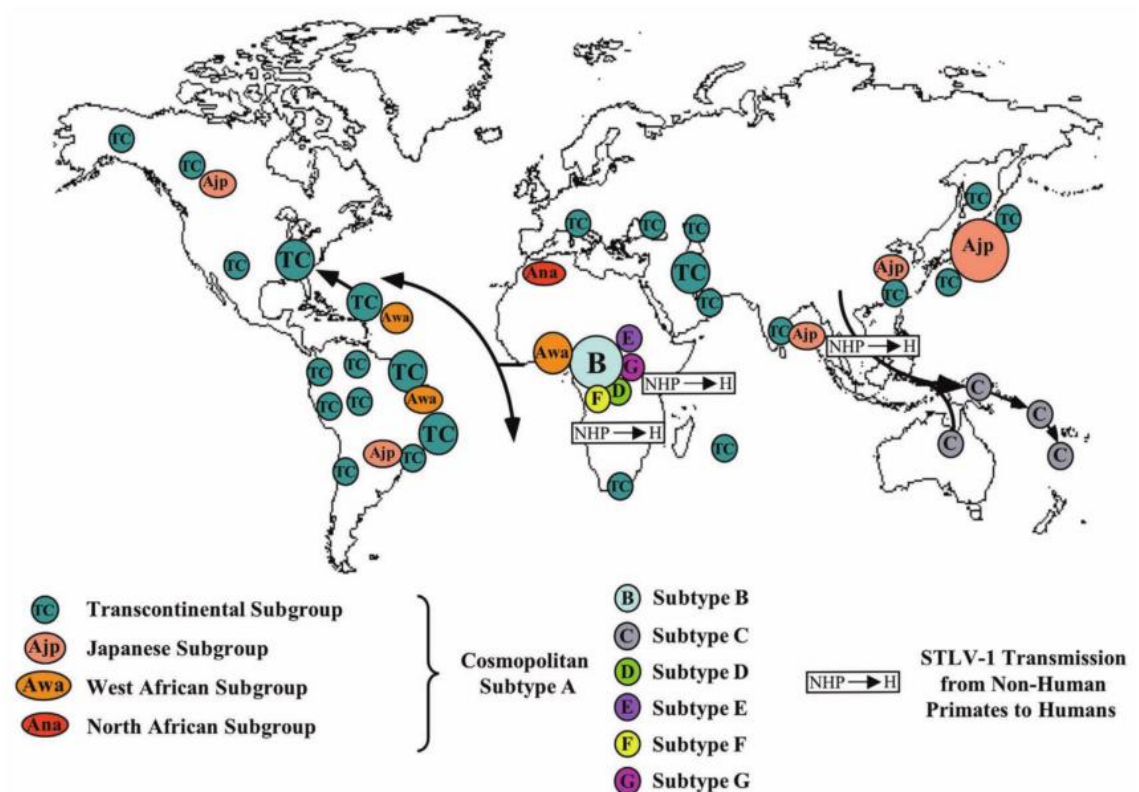 TC
TC
Ajp
TC
TC
TC
Awa
TC
TC
TC
Awa
TC
TC
TC
Ajp
TC
TC
TC
TC
TC
TC
TC
Ana
Awa
B
E
G
D
F
NHP H
NHP H
TC
TC
TC
TC
Ajp
Ajp
TC
TC
TC
Ajp
NHP H
C
C
C
C
TC Transcontinental Subgroup
Ajp Japanese Subgroup
Awa West African Subgroup
Ana North African Subgroup
Cosmopolitan
Subtype A
B Subtype B
C Subtype C
D Subtype D
E Subtype E
F Subtype F
G Subtype G
NHP H
STLV-1 Transmission
from Non-Human
Primates to Humans